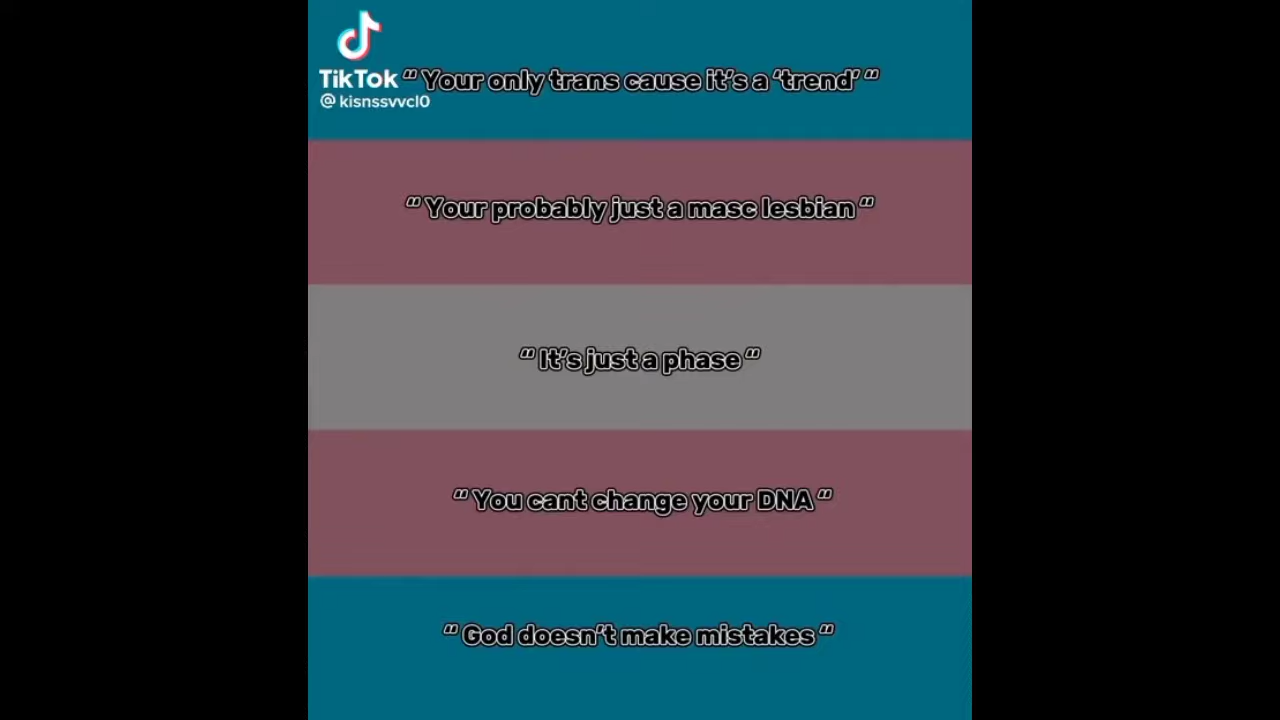 TikTok
@ kisnssvvcl0
“ Your only trans cause it’s a ‘trend’ “
“ Your probably just a masc lesbian “
“ It’s just a phase “
“ You cant change your DNA “
“ God doesn’t make mistakes “